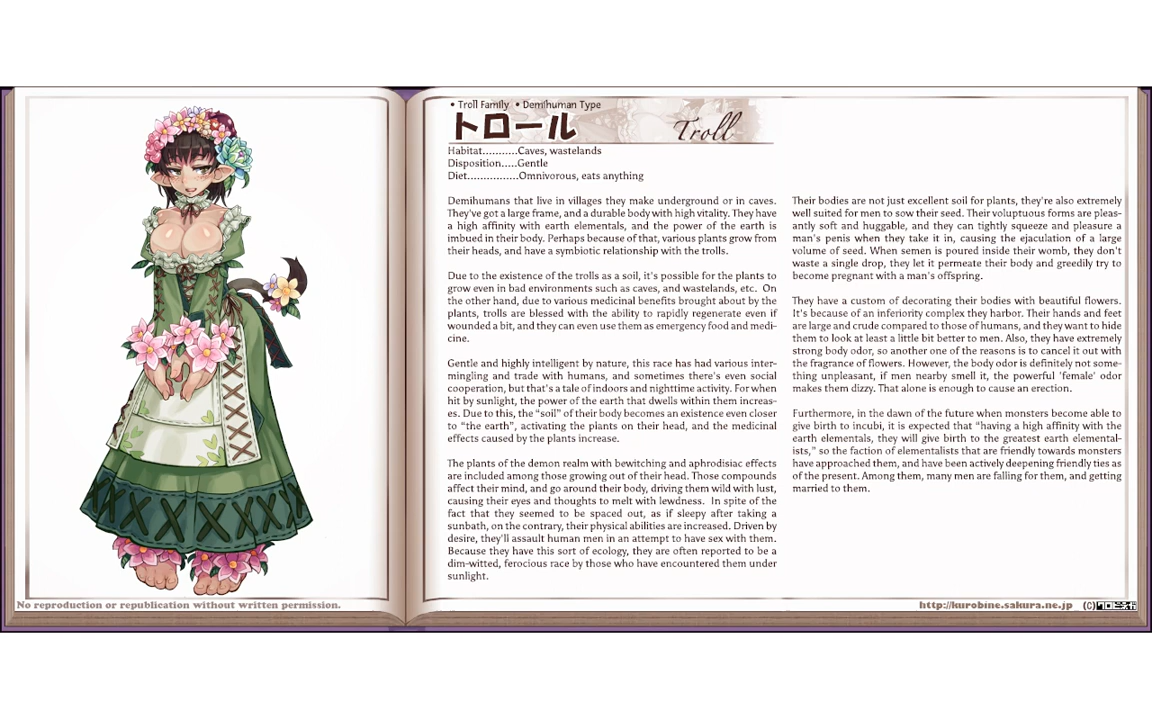 • Troll Family • Demihuman Type
トロール
Troll
Habitat...........Caves, wastelands
Disposition.....Gentle
Diet................Omnivorous, eats anything
Demihumans that live in villages they make underground or in caves.
They've got a large frame, and a durable body with high vitality. They have
a high affinity with earth elementals, and the power of the earth is
imbued in their body. Perhaps because of that, various plants grow from
their heads, and have a symbiotic relationship with the trolls.
Due to the existence of the trolls as a soil, it's possible for the plants to
grow even in bad environments such as caves, and wastelands, etc. On
the other hand, due to various medicinal benefits brought about by the
plants, trolls are blessed with the ability to rapidly regenerate even if
wounded a bit, and they can even use them as emergency food and medi-
cine.
Gentle and highly intelligent by nature, this race has had various inter-
mingling and trade with humans, and sometimes there's even social
cooperation, but that's a tale of indoors and nighttime activity. For when
hit by sunlight, the power of the earth that dwells within them increas-
es. Due to this, the "soil" of their body becomes an existence even closer
to "the earth", activating the plants on their head, and the medicinal
effects caused by the plants increase.
The plants of the demon realm with bewitching and aphrodisiac effects
are included among those growing out of their head. Those compounds
affect their mind, and go around their body, driving them wild with lust,
causing their eyes and thoughts to melt with lewdness. In spite of the
fact that they seemed to be spaced out, as if sleepy after taking a
sunbath, on the contrary, their physical abilities are increased. Driven by
desire, they'll assault human men in an attempt to have sex with them.
Because they have this sort of ecology, they are often reported to be a
dim-witted, ferocious race by those who have encountered them under
sunlight.
Their bodies are not just excellent soil for plants, they're also extremely
well suited for men to sow their seed. Their voluptuous forms are pleas-
antly soft and huggable, and they can tightly squeeze and pleasure a
man's penis when they take it in, causing the ejaculation of a large
volume of seed. When semen is poured inside their womb, they don't
waste a single drop, they let it permeate their body and greedily try to
become pregnant with a man's offspring.
They have a custom of decorating their bodies with beautiful flowers.
It's because of an inferiority complex they harbor. Their hands and feet
are large and crude compared to those of humans, and they want to hide
them to look at least a little bit better to men. Also, they have extremely
strong body odor, so another one of the reasons is to cancel it out with
the fragrance of flowers. However, the body odor is definitely not some-
thing unpleasant, if men nearby smell it, the powerful 'female' odor
makes them dizzy. That alone is enough to cause an erection.
Furthermore, in the dawn of the future when monsters become able to
give birth to incubi, it is expected that "having a high affinity with the
earth elementals, they will give birth to the greatest earth elemental-
ists," so the faction of elementalists that are friendly towards monsters
have approached them, and have been actively deepening friendly ties as
of the present. Among them, many men are falling for them, and getting
married to them.
No reproduction or republication without written permission.
http://kurobine.sakura.ne.jp (C)